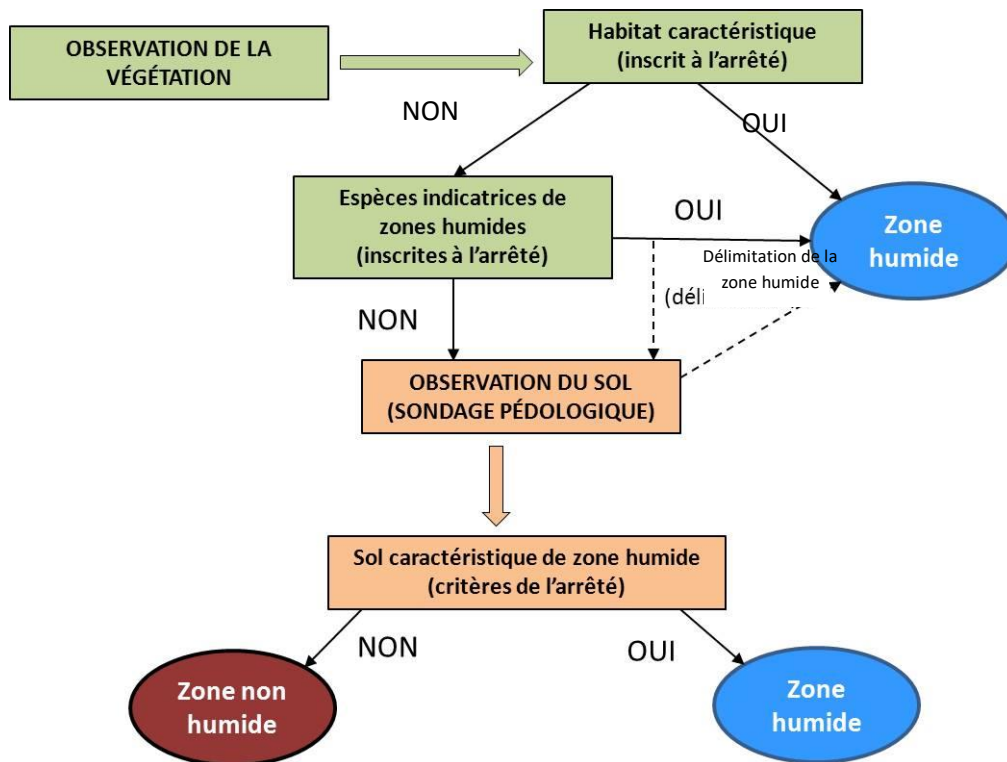 OBSERVATION DE LA
VÉGÉTATION
Habitat caractéristique
(inscrit à l'arrêté)
NON
OUI
Espèces indicatrices de
zones humides
(inscrites à l'arrêté)
OUI
Zone
humide
Délimitation de la
zone humide
(déli
NON
OBSERVATION DU SOL
(SONDAGE PÉDOLOGIQUE)
Sol caractéristique de zone humide
(critères de l'arrêté)
NON
OUI
Zone non
humide
Zone
humide